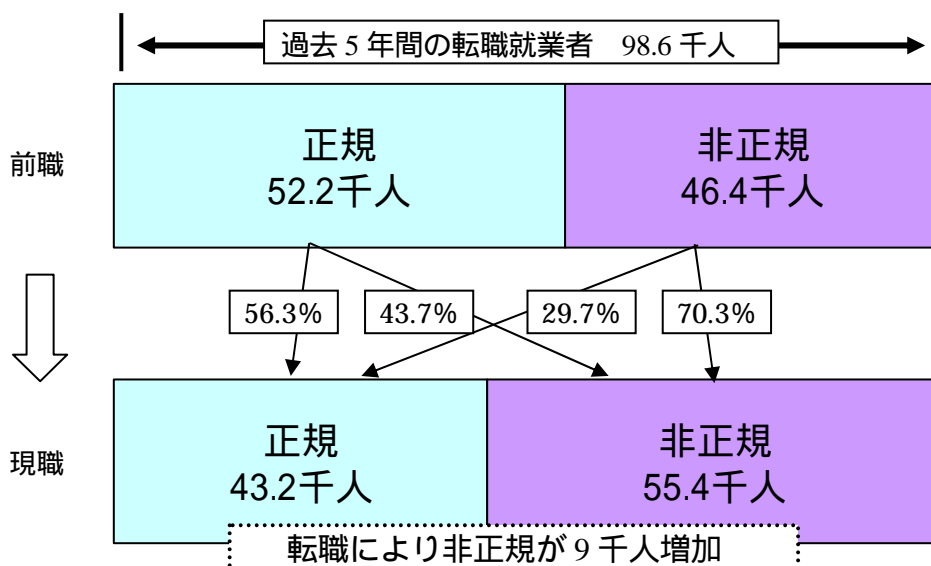 過去5年間の転職就業者　98.6千人
前職
正規
52.2千人
非正規
46.4千人
56.3%
43.7%
29.7%
70.3%
現職
正規
43.2千人
非正規
55.4千人
転職により非正規が9千人増加